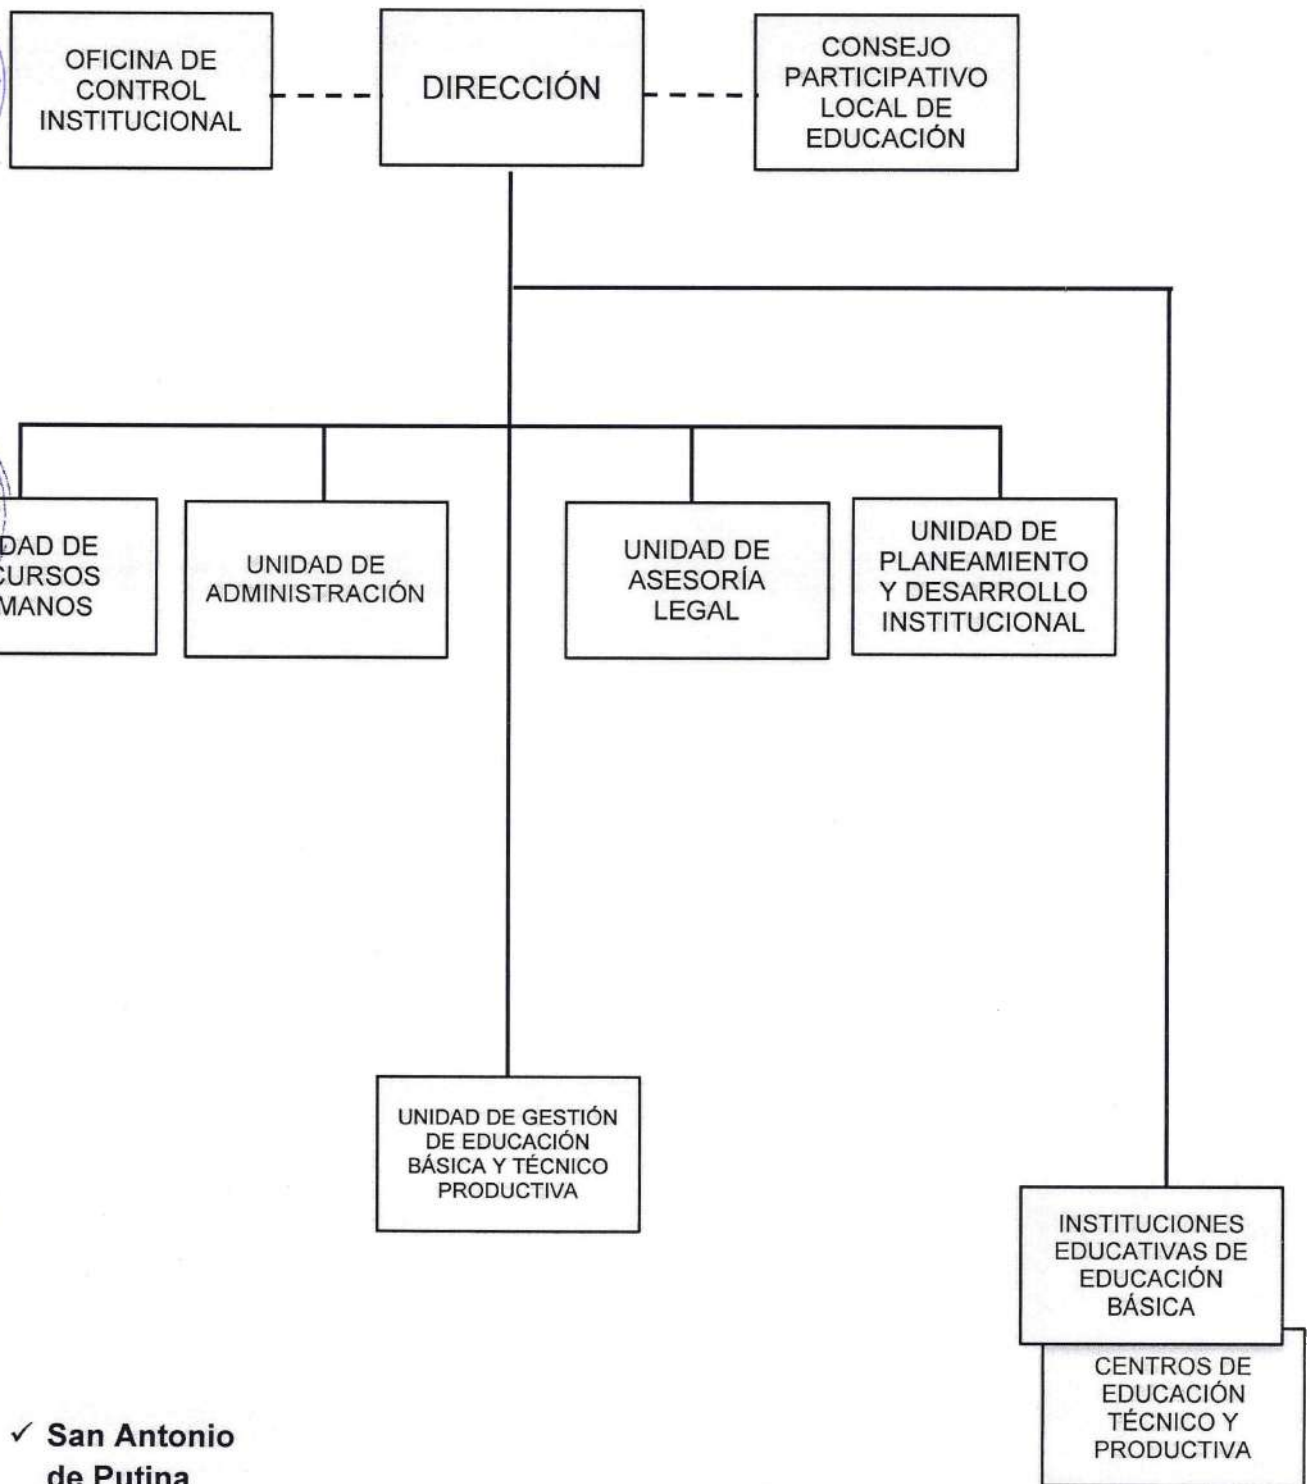 OFICINA DE
CONTROL
INSTITUCIONAL
DIRECCIÓN
CONSEJO
PARTICIPATIVO
LOCAL DE
EDUCACIÓN
DAD DE
CURSOS
MANOS
UNIDAD DE
ADMINISTRACIÓN
UNIDAD DE
ASESORÍA
LEGAL
UNIDAD DE
PLANEAMIENTO
Y DESARROLLO
INSTITUCIONAL
UNIDAD DE GESTIÓN
DE EDUCACIÓN
BÁSICA Y TÉCNICO
PRODUCTIVA
INSTITUCIONES
EDUCATIVAS DE
EDUCACIÓN
BÁSICA
CENTROS DE
EDUCACIÓN
TÉCNICO Y
PRODUCTIVA
✓ San Antonio
de Putina